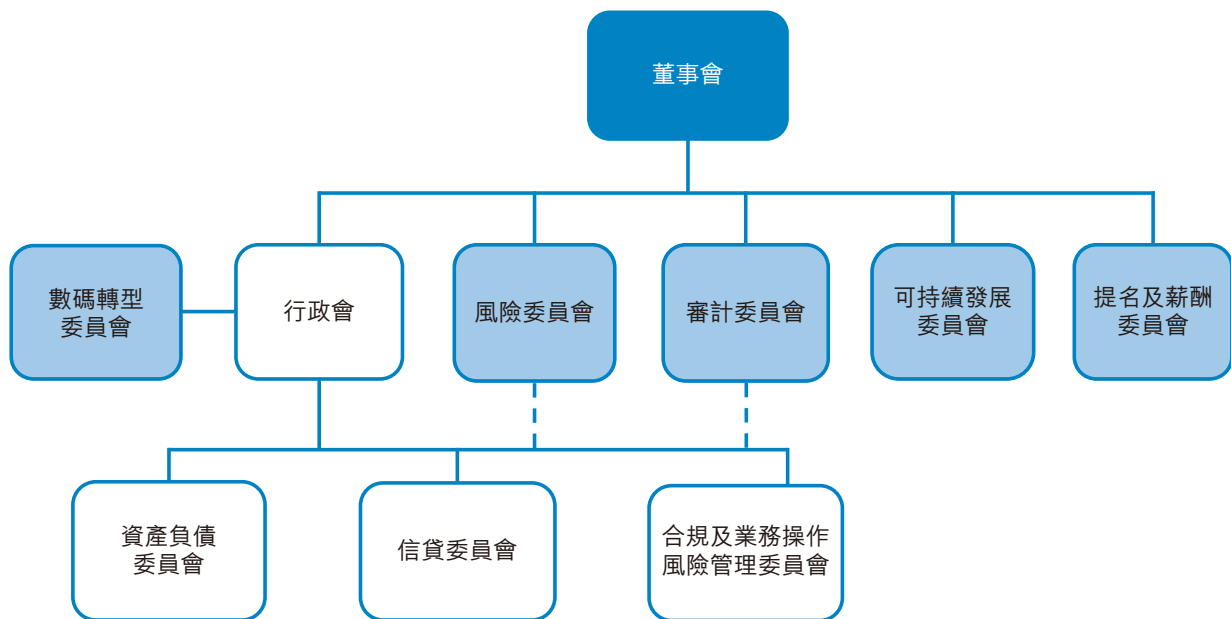 董事會
數碼轉型
委員會
行政會
風險委員會
審計委員會
可持續發展
委員會
提名及薪酬
委員會
資產負債
委員會
信貸委員會
合規及業務操作
風險管理委員會